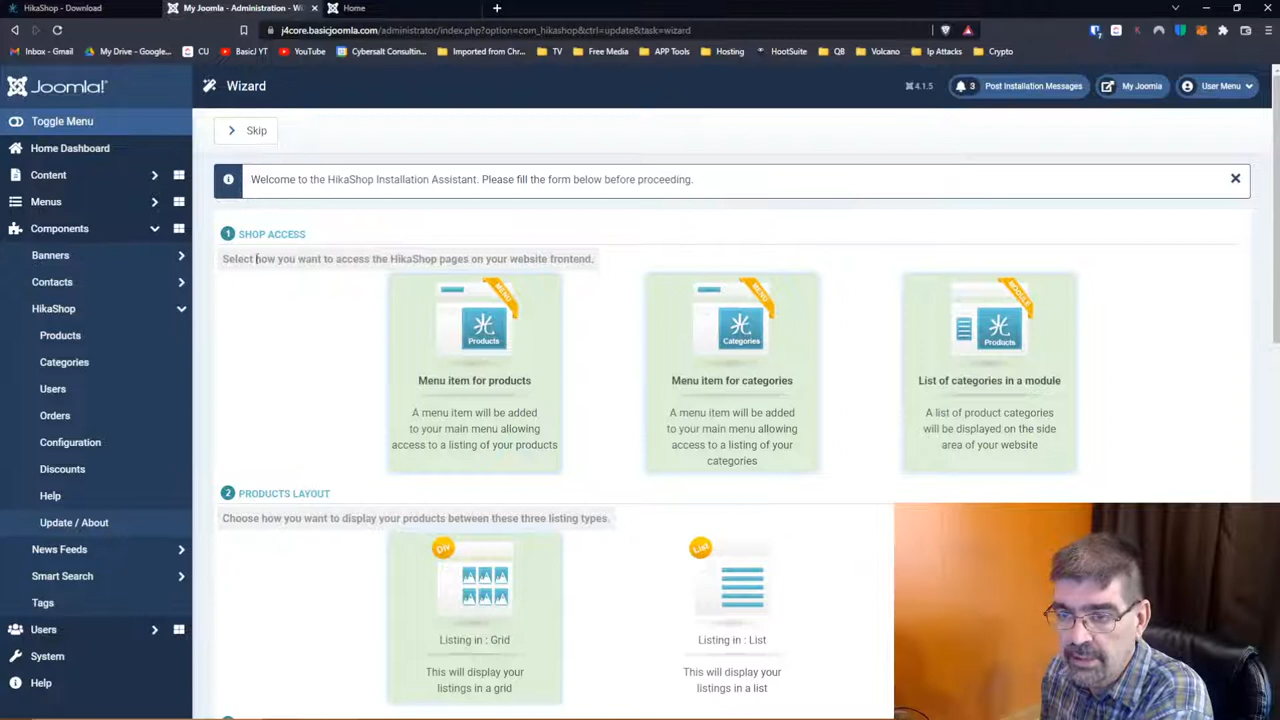 HikaShop - Download
My Joomla - Administration - Wi
Home
j4core.basicjoomla.com/administrator/index.php?option=com_hikashop&ctrl=update&task=wizard
Inbox - Gmail
My Drive - Google...
CU
Basic| YT
YouTube
Cybersalt Consultin...
Imported from Chr...
TV
Free Media
APP Tools
Hosting
HootSuite
QB
Volcano
Ip Attacks
Crypto
Joomla!
Wizard
4.1.5
3 Post Installation Messages
My Joomla
User Menu
Toggle Menu
Home Dashboard
Content
Menus
Components
Banners
Contacts
HikaShop
Products
Categories
Users
Orders
Configuration
Discounts
Help
Update / About
News Feeds
Smart Search
Tags
Users
System
Help
Skip
Welcome to the HikaShop Installation Assistant. Please fill the form below before proceeding.
1 SHOP ACCESS
Select how you want to access the HikaShop pages on your website frontend.
MENU
Products
Menu item for products
A menu item will be added
to your main menu allowing
access to a listing of your products
MENU
Categories
Menu item for categories
A menu item will be added
to your main menu allowing
access to a listing of your
categories
MODULE
Products
List of categories in a module
A list of product categories
will be displayed on the side
area of your website
2 PRODUCTS LAYOUT
Choose how you want to display your products between these three listing types.
Div
Listing in : Grid
This will display your
listings in a grid
List
Listing in : List
This will display your
listings in a list